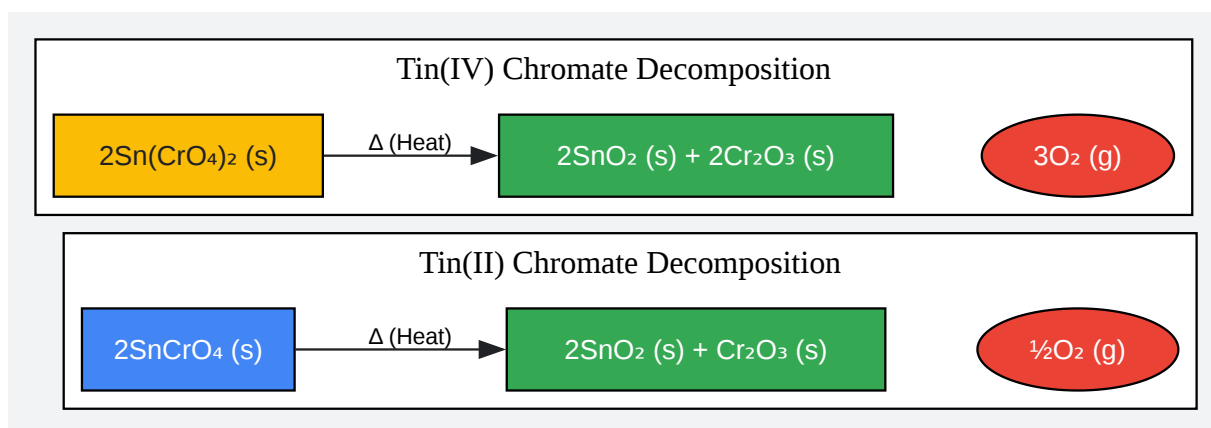 Tin(IV) Chromate Decomposition
2Sn(CrO₄)₂ (s)
Δ (Heat)
2SnO₂ (s) + 2Cr₂O₃ (s)
3O₂ (g)
Tin(II) Chromate Decomposition
2SnCrO₄ (s)
Δ (Heat)
2SnO₂ (s) + Cr₂O₃ (s)
½O₂ (g)